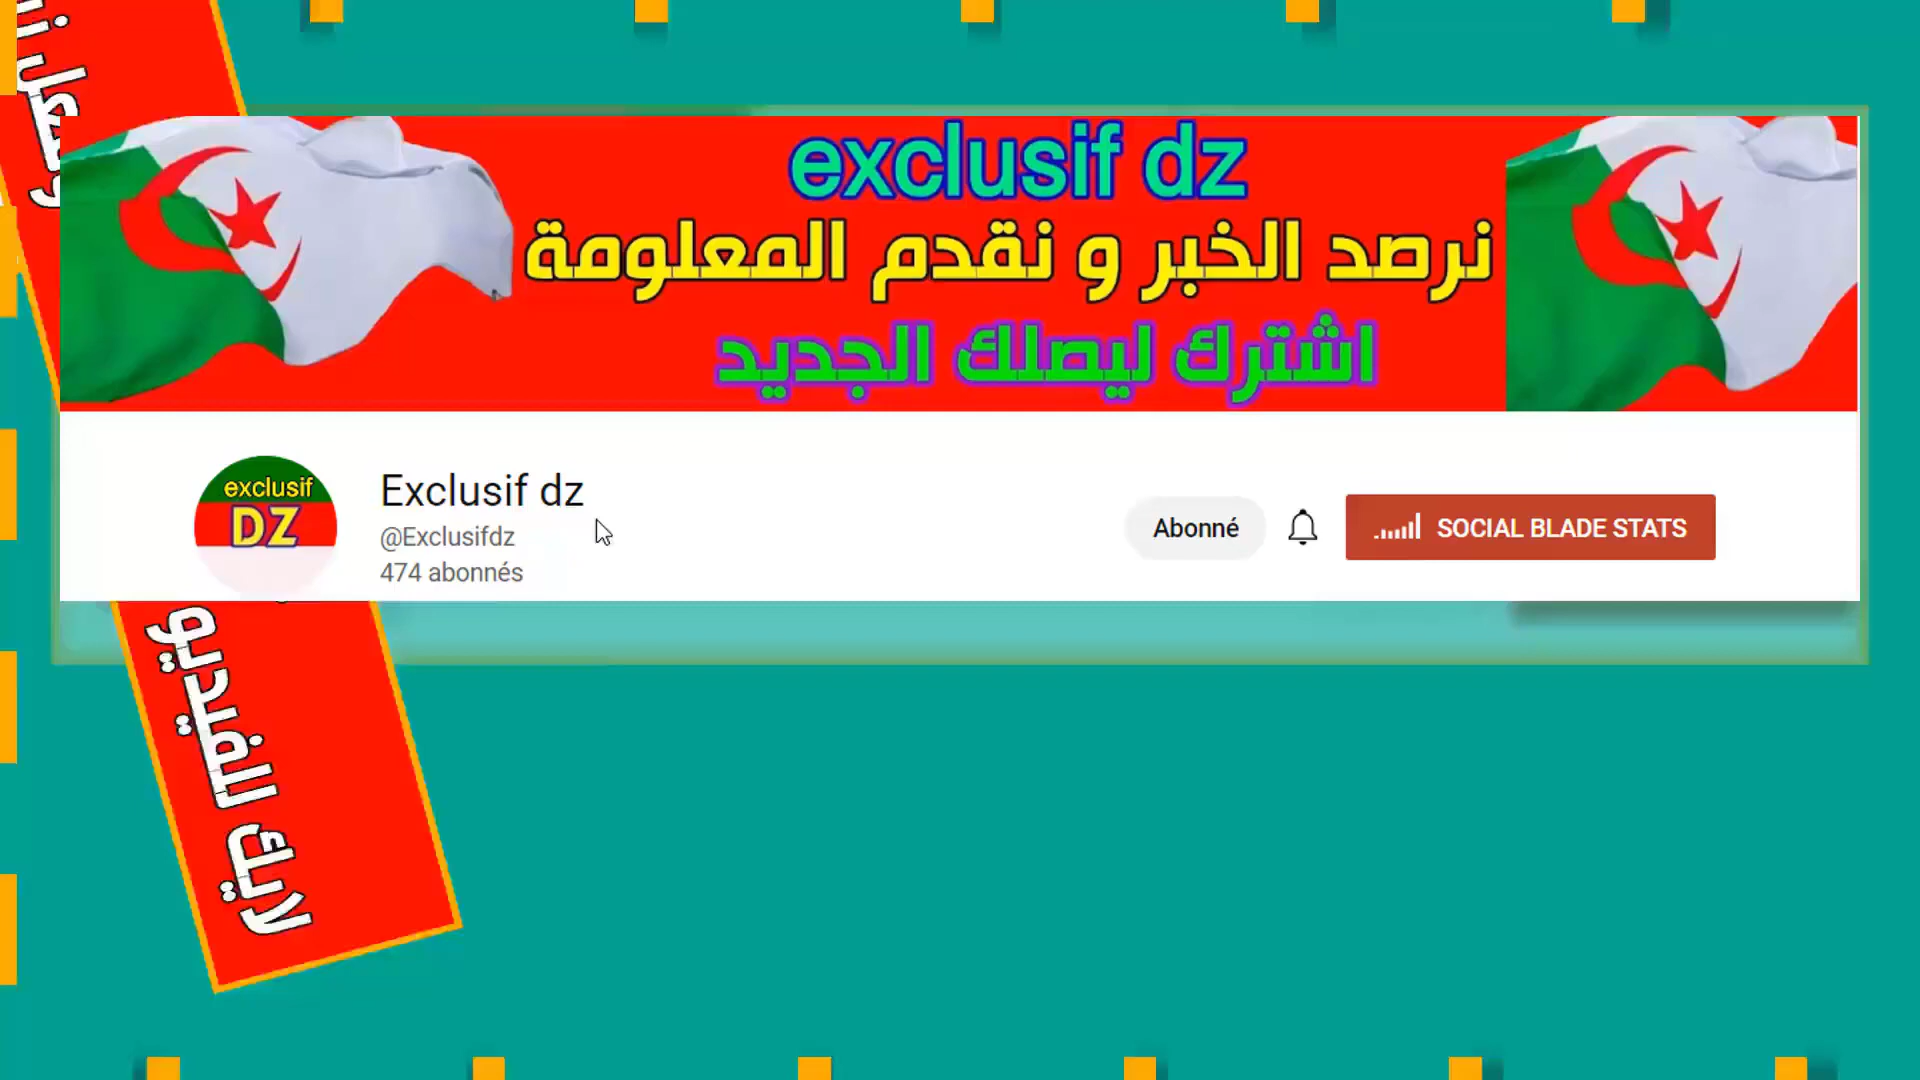 exclusif dz
نرصد الخبر و نقدم المعلومة
اشترك ليصلك الجديد
exclusif
DZ
Exclusif dz
@Exclusifdz
474 abonnés
Abonné
SOCIAL BLADE STATS
لايك الفيديو